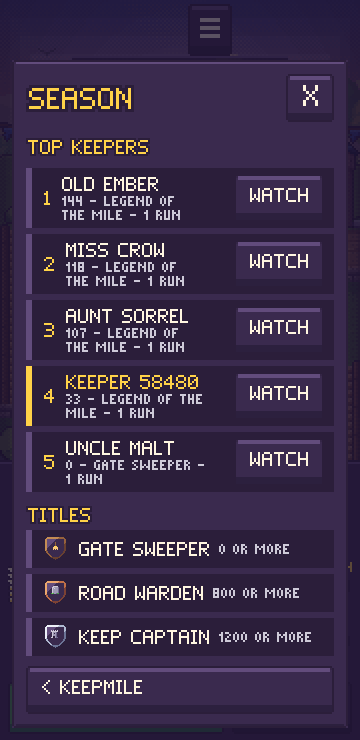 SEASON
X
TOP KEEPERS
1 OLD EMBER
144 - LEGEND OF
THE MILE - 1 RUN
WATCH
2 MISS CROW
118 - LEGEND OF
THE MILE - 1 RUN
WATCH
3 AUNT SORREL
107 - LEGEND OF
THE MILE - 1 RUN
WATCH
4 KEEPER 58480
33 - LEGEND OF THE
MILE - 1 RUN
WATCH
5 UNCLE MALT
0 - GATE SWEEPER -
1 RUN
WATCH
TITLES
GATE SWEEPER 0 OR MORE
ROAD WARDEN 800 OR MORE
KEEP CAPTAIN 1200 OR MORE
< KEEPMILE